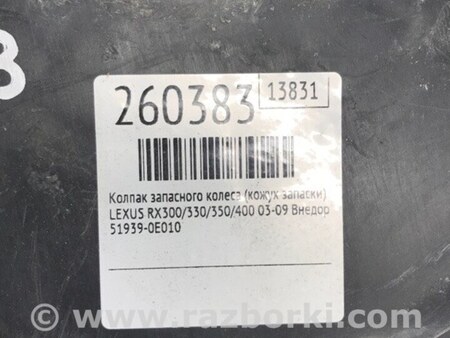 3
260383
13831
Колпак запасного колеса (кожух запаски)
LEXUS RX300/330/350/400 03-09 Внедор
51939-0E010
www.razborki.com